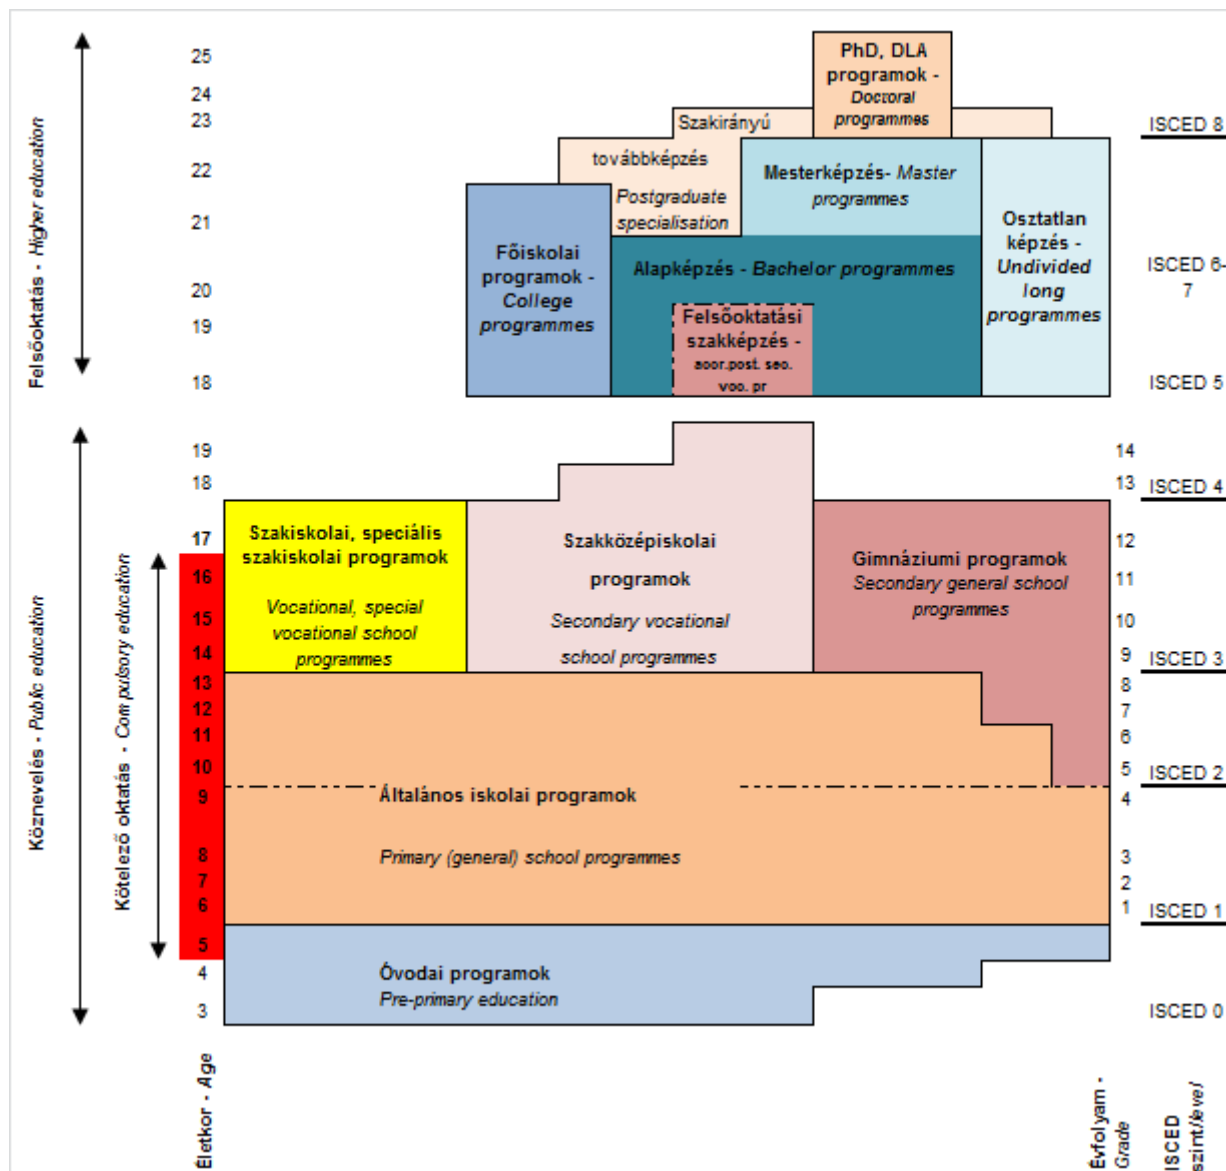 25
24
23
22
21
20
19
18
PhD, DLA
programok -
Doctoral
programmes
Szakirányú
továbbképzés
Postgraduate
specialisation
Mesterképzés- Master
programmes
Osztatlan
képzés -
Undivided
long
programmes
Főiskolai
programok -
College
programmes
Alapképzés - Bachelor programmes
Felsőoktatási
szakképzés -
post.
pr
ISCED 8
ISCED 6-
7
ISCED 5
Felsőoktatás - Higher education
19
18
17
16
15
14
13
12
11
10
9
8
7
6
5
4
3
Szakiskolai, speciális
szakiskolai programok
Vocational, special
vocational school
programmes
Szakközépiskolai
programok
Secondary vocational
school programmes
Gimnáziumi programok
Secondary general school
programmes
Általános iskolai programok
Primary (general) school programmes
Óvodai programok
Pre-primary education
14
13
12
11
10
9
8
7
6
5
4
3
2
1
ISCED 4
ISCED 3
ISCED 2
ISCED 1
ISCED 0
Köznevelés - Public education
Kötelező oktatás - Compulsory education
Életkor - Age
Évfolyam -
Grade
ISCED
szint/level